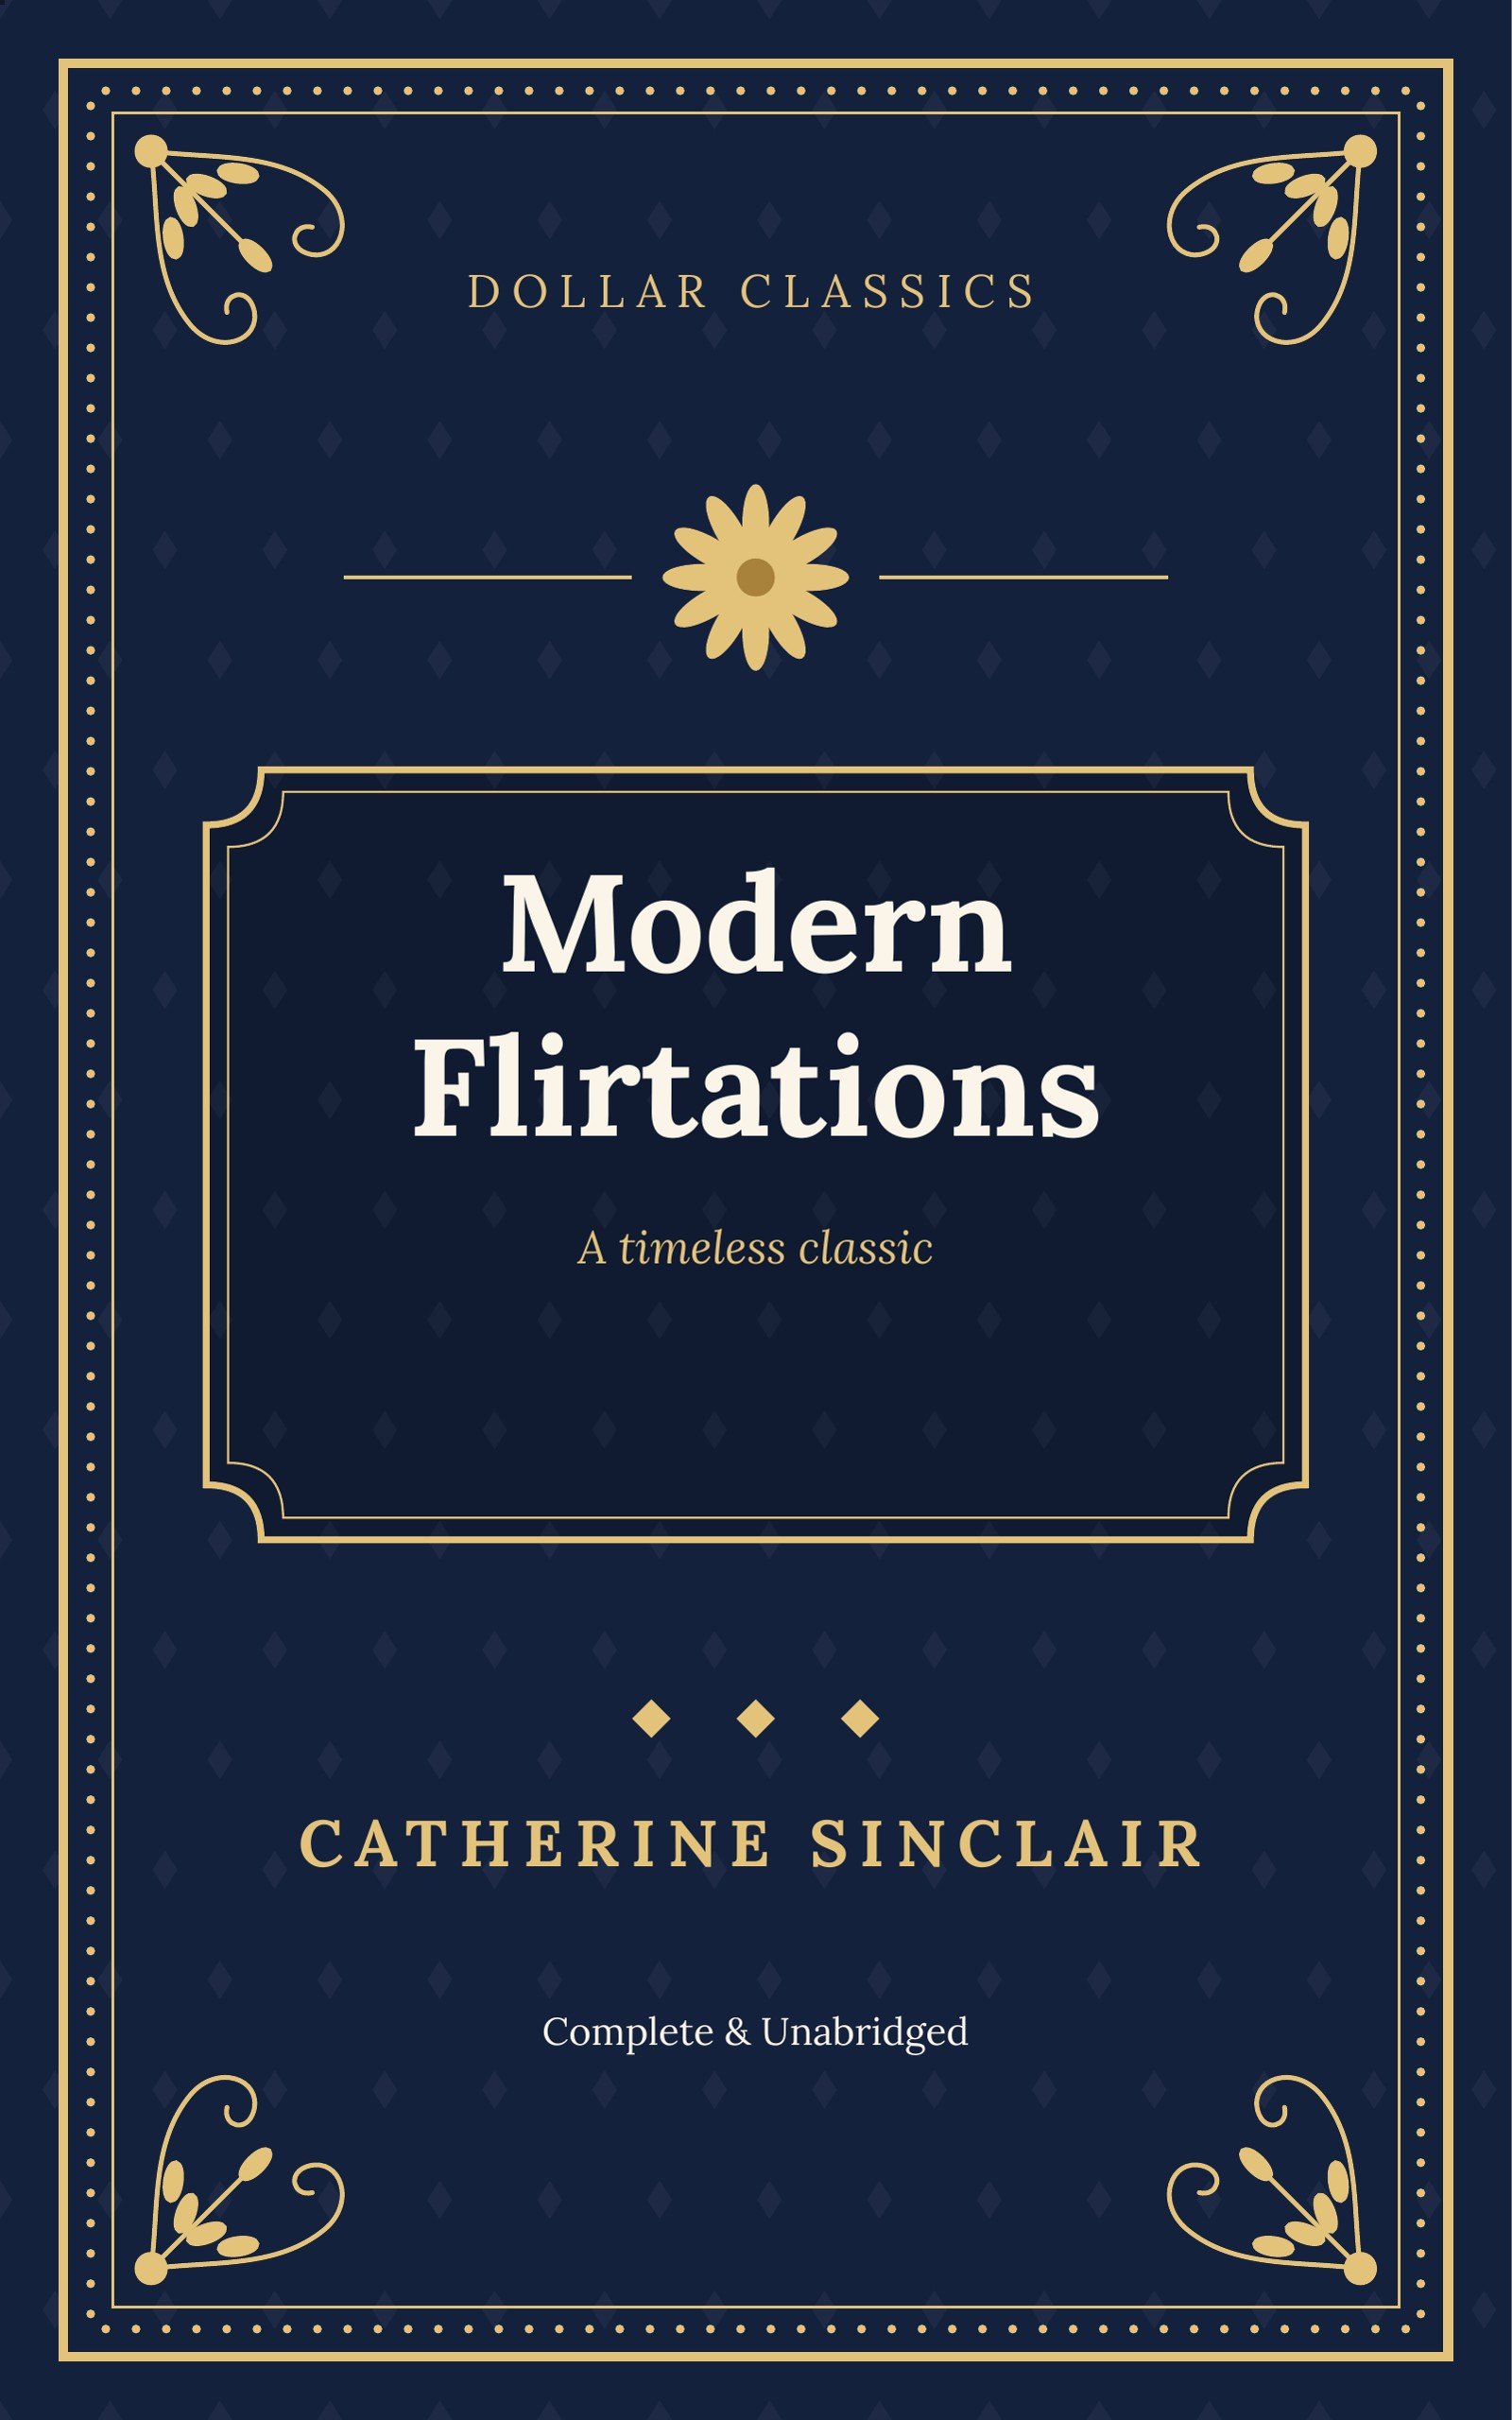 DOLLAR CLASSICS
Modern
Flirtations
A timeless classic
CATHERINE SINCLAIR
Complete & Unabridged